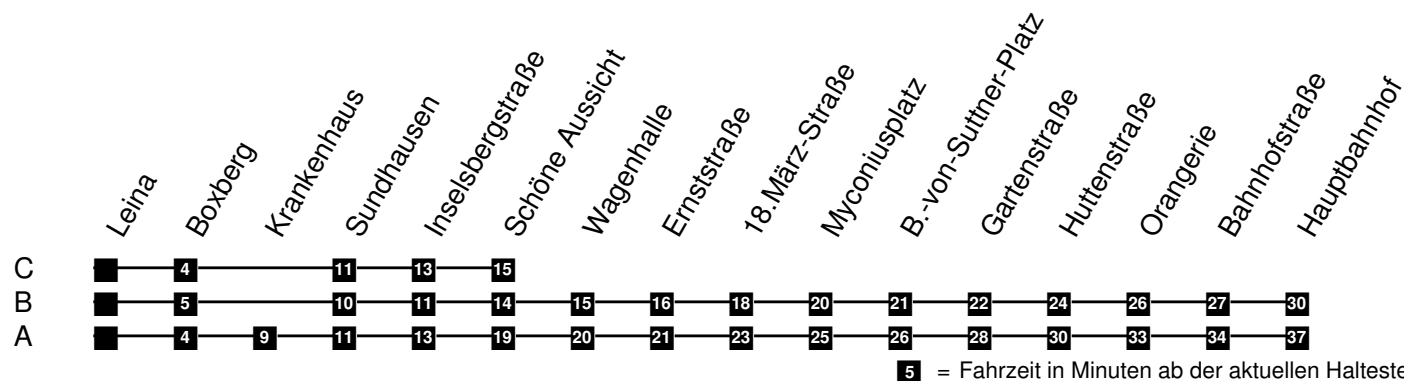 Leina
Boxberg
Krankenhaus
Sundhausen
Inselsbergstraße
Schöne Aussicht
Wagenhalle
Ernststraße
18.März-Straße
Myconiusplatz
B.-von-Suttner-Platz
Gartenstraße
Huttenstraße
Orangerie
Bahnhofstraße
Hauptbahnhof
C 4 11 13 15
B 5 10 11 14 15 16 18 20 21 22 24 26 27 30
A 4 9 11 13 19 20 21 23 25 26 28 30 33 34 37
5 = Fahrzeit in Minuten ab der aktuellen Halteste